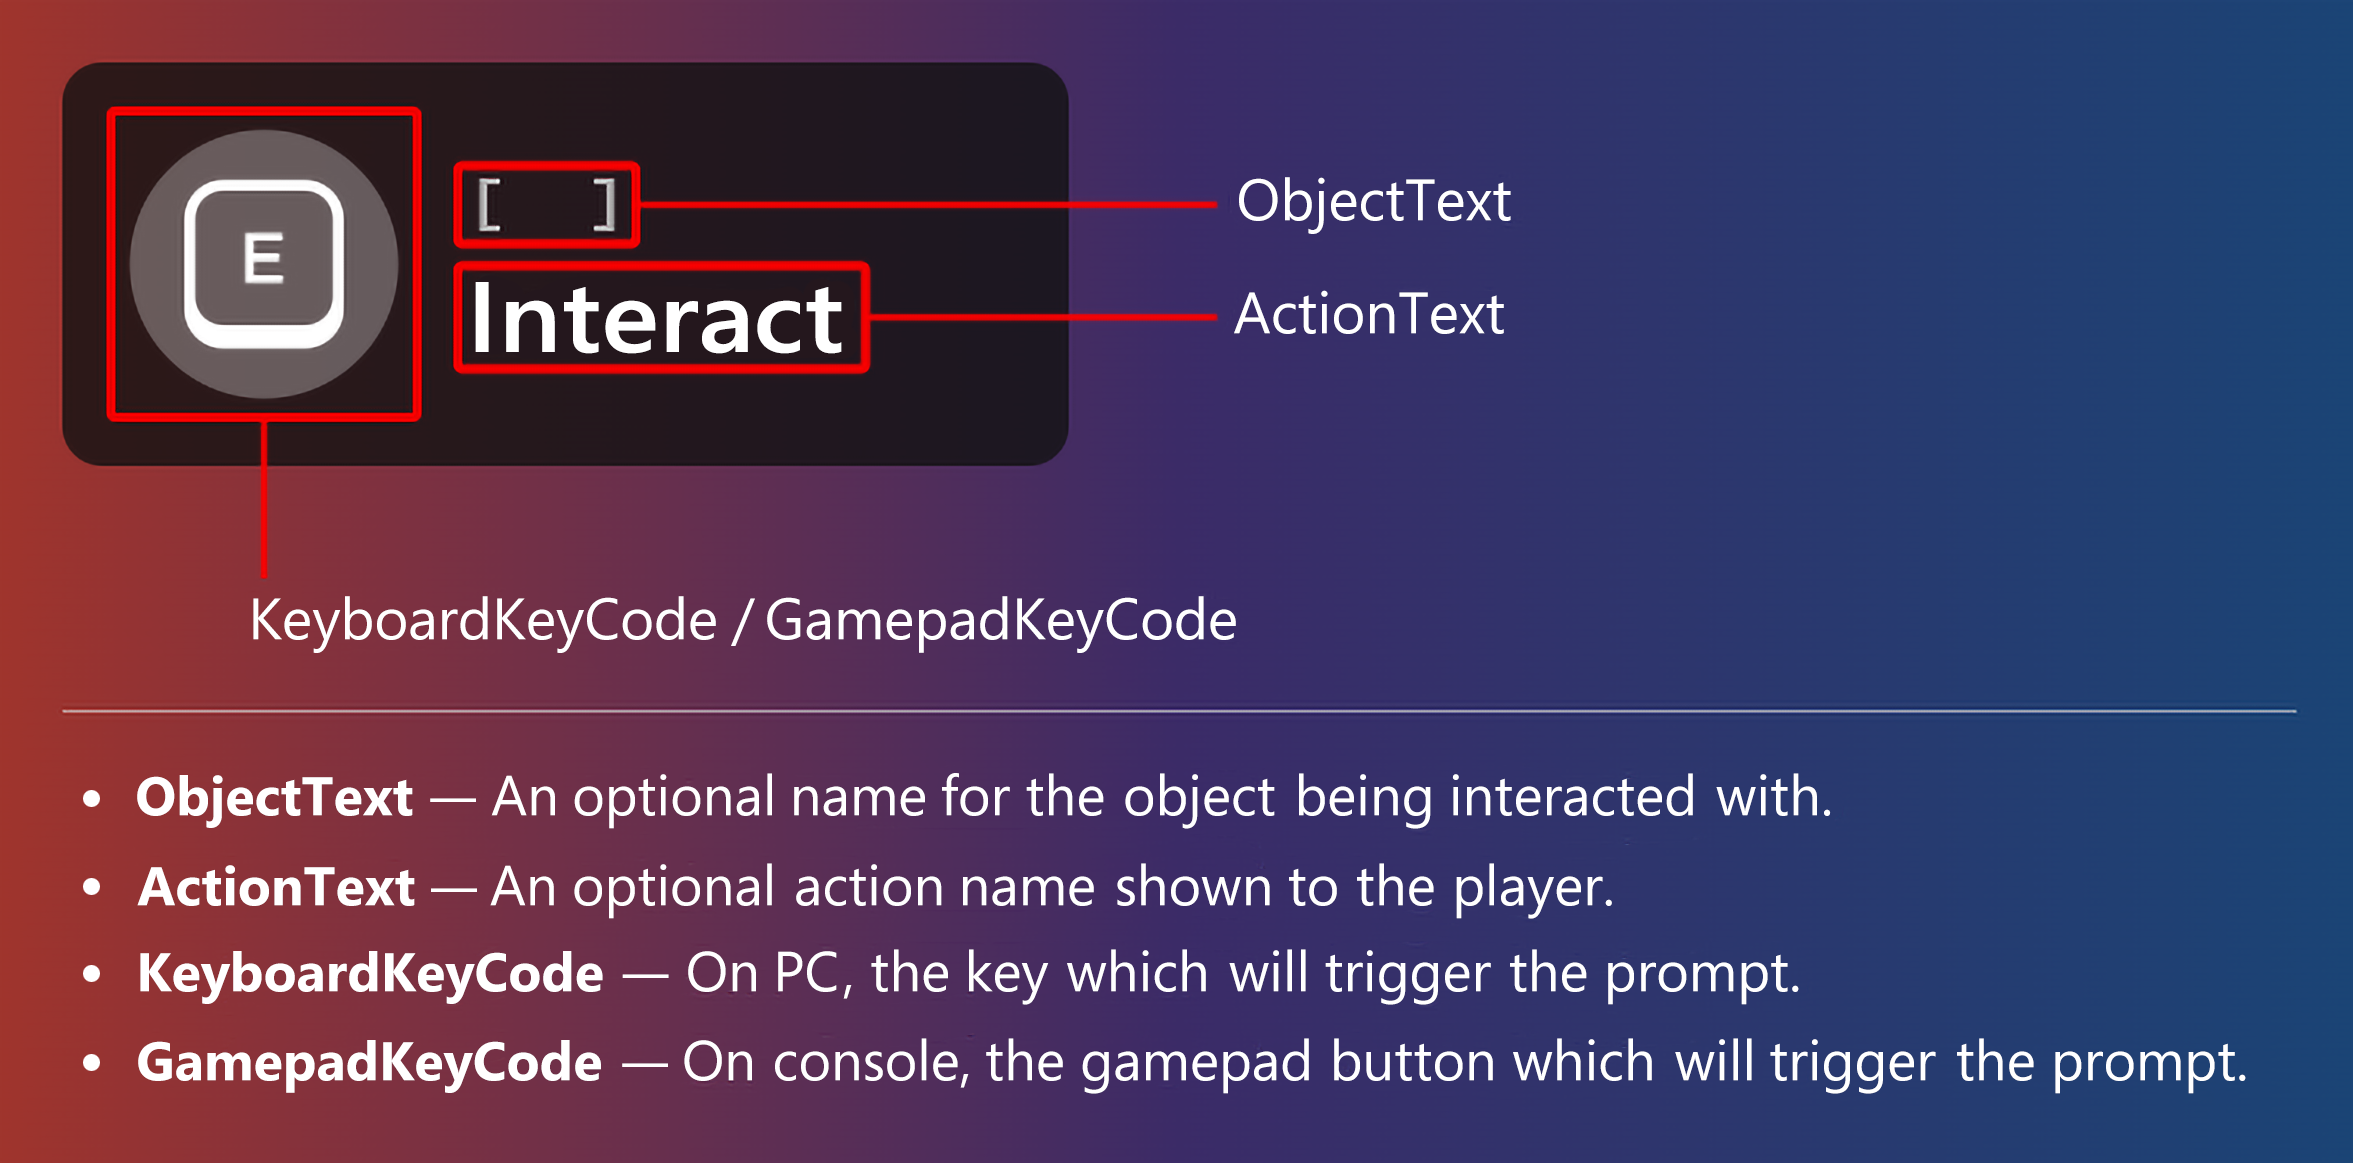 E
[ ]
ObjectText
Interact
ActionText
KeyboardKeyCode / GamepadKeyCode
• ObjectText — An optional name for the object being interacted with.
• ActionText — An optional action name shown to the player.
• KeyboardKeyCode — On PC, the key which will trigger the prompt.
• GamepadKeyCode — On console, the gamepad button which will trigger the prompt.